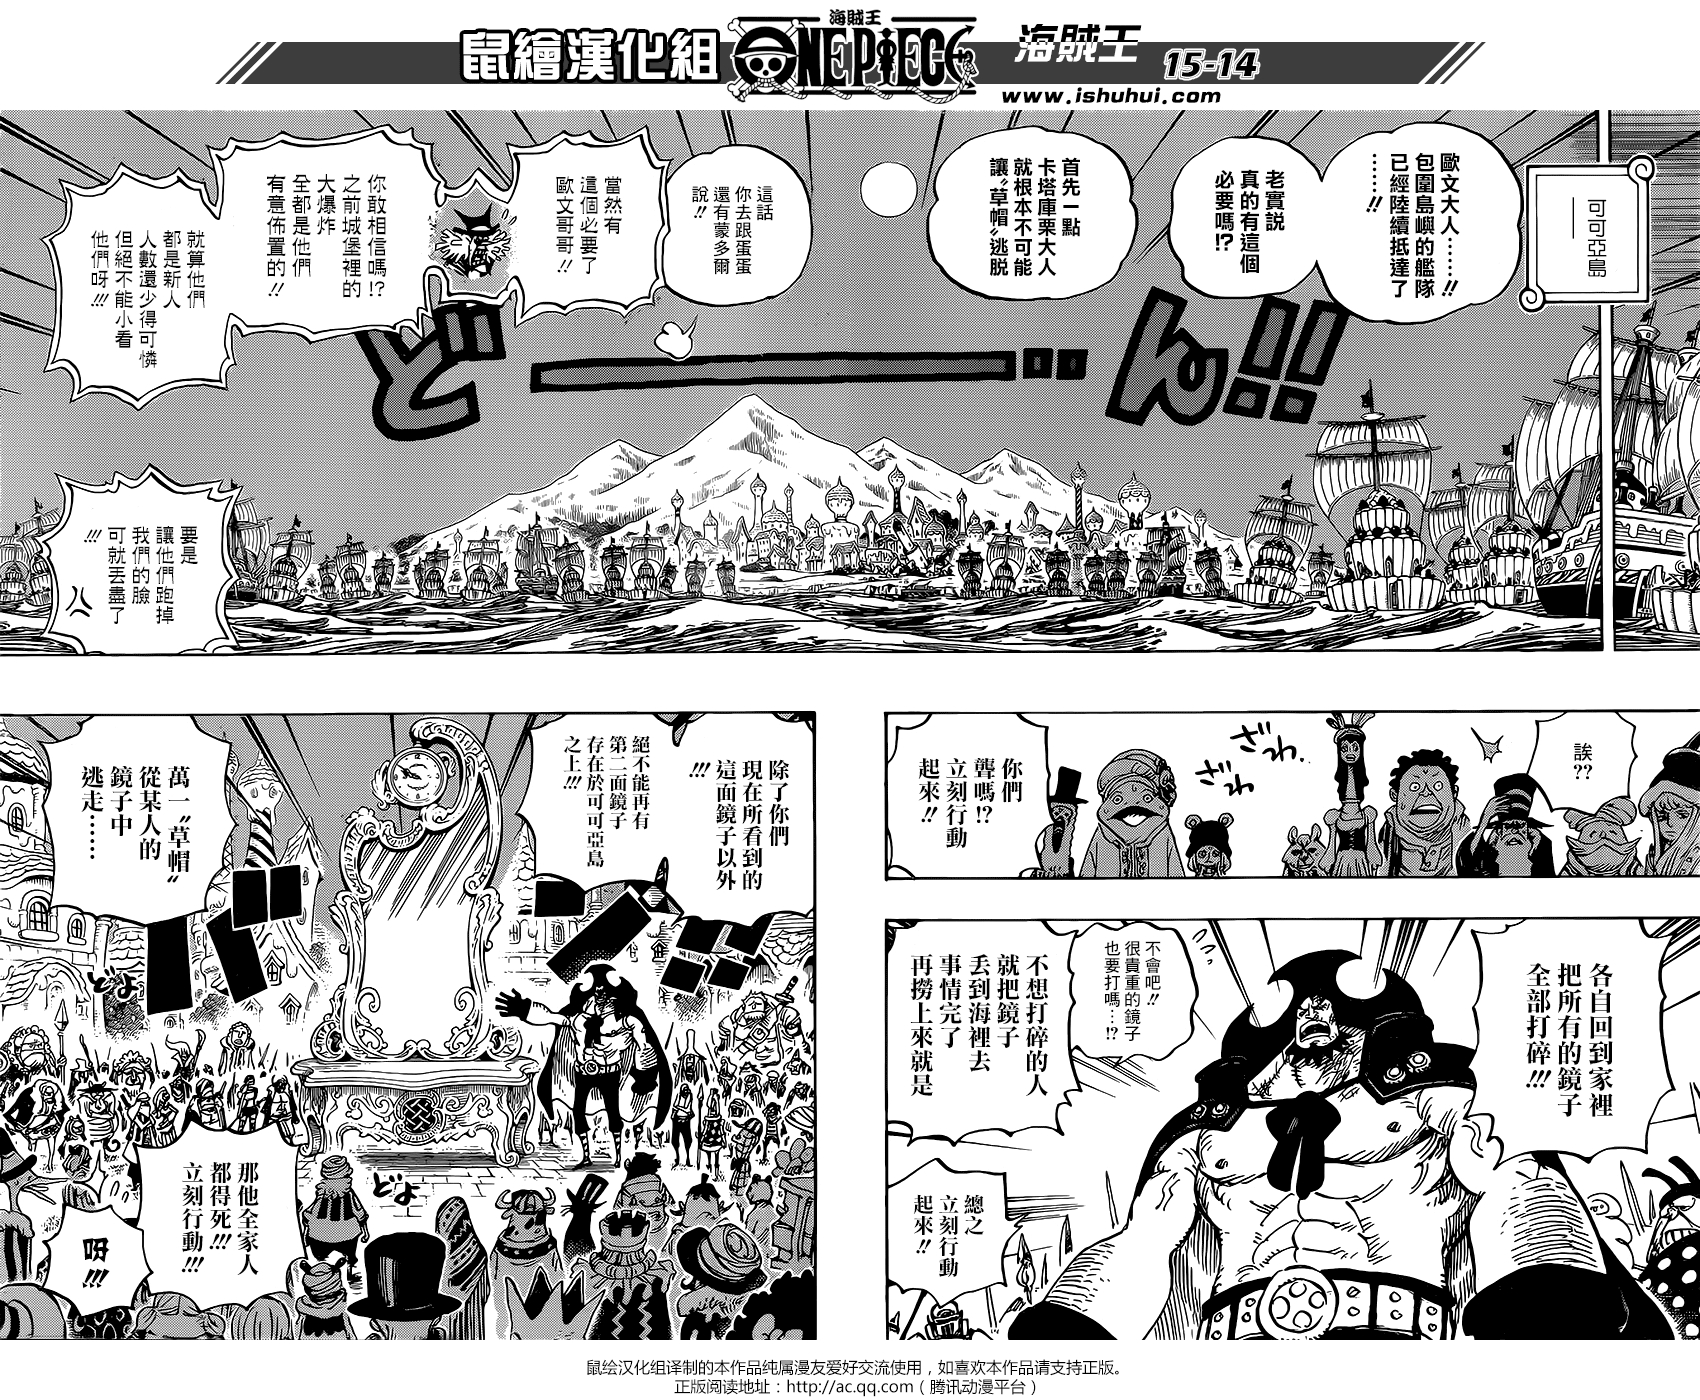 海賊王
鼠繪漢化組
ONE PIECE
海賊王
15-14
www.ishuhui.com
可可亞島
——
歐文大人……!!
包圍島嶼的艦隊
已經陸續抵達了
……!!
老實説
真的有這個
必要嗎!?
首先一點
卡塔庫栗大人
就根本不可能
讓〝草帽〞逃脱
這話
你去跟蛋蛋
還有蒙多爾
說!!
當然有
這個必要了
歐文哥哥!!
你敢相信嗎!?
之前城堡裡的
大爆炸
全都是他們
有意佈置的!!
就算他們
都是新人
人數還少得可憐
但絕不能小看
他們呀!!!
要是
讓他們跑掉
我們的臉
可就丟盡了
!!!
どーーん!!
誒??
ざわ
ざわ
你們
聾嗎!?
立刻行動
起來!!
各自回到家裡
把所有的鏡子
全部打碎!!!
不會吧!!
很貴重的鏡子
也要打嗎…!?
不想打碎的人
就把鏡子
丢到海裡去
事情完了
再撈上來就是
總之
立刻行動
起來!!
除了你們
現在所看到的
這面鏡子以外
!!!
絕不能再有
第二面鏡子
存在於可可亞島
之上!!!
萬一〝草帽〞
從某人的
鏡子中
逃走……
どよ
どよ
那他全家人
都得死!!!
立刻行動!!!
呀!!!
鼠绘汉化组译制的本作品纯属漫友爱好交流使用，如喜欢本作品请支持正版。
正版阅读地址：http://ac.qq.com（腾讯动漫平台）